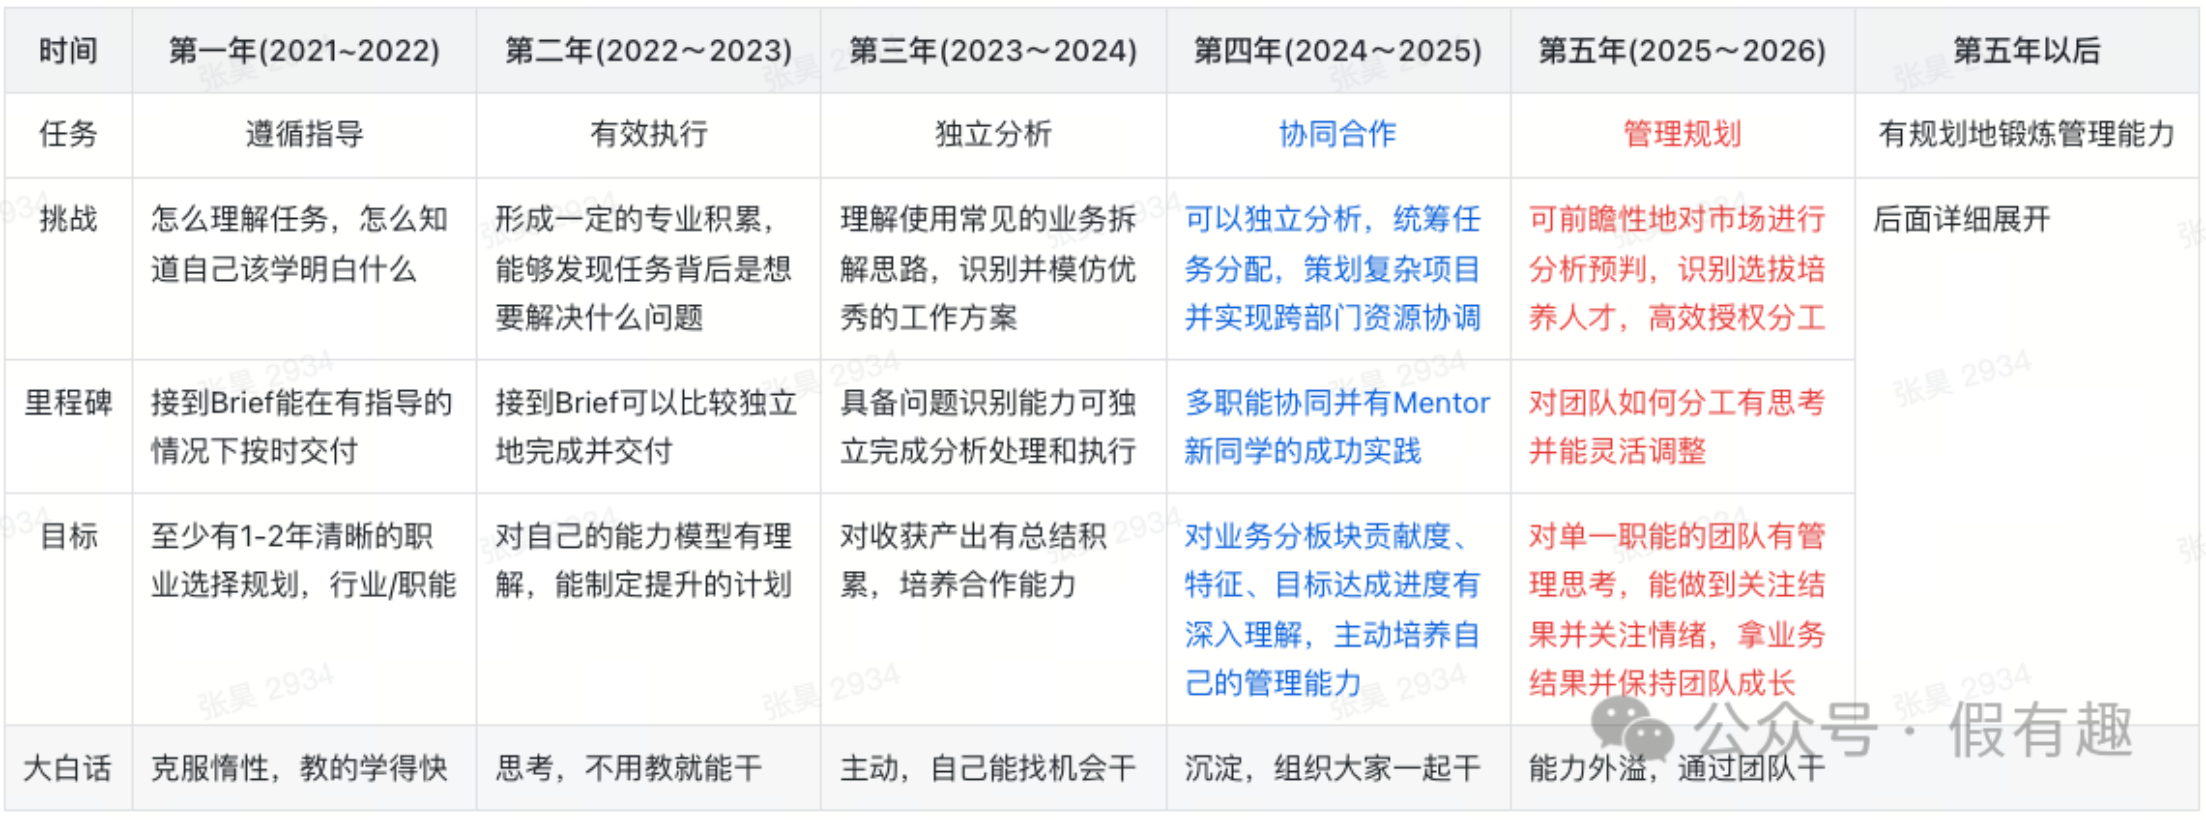 时间 第一年(2021~2022) 第二年(2022～2023) 第三年(2023～2024) 第四年(2024～2025) 第五年(2025～2026) 第五年以后
任务 遵循指导 有效执行 独立分析 协同合作 管理规划 有规划地锻炼管理能力
挑战
怎么理解任务，怎么知
道自己该学明白什么
形成一定的专业积累，
能够发现任务背后是想
要解决什么问题
理解使用常见的业务拆
解思路，识别并模仿优
秀的工作方案
可以独立分析，统筹任
务分配，策划复杂项目
并实现跨部门资源协调
可前瞻性地对市场进行
分析预判，识别选拔培
养人才，高效授权分工
后面详细展开
里程碑
接到Brief能在有指导的
情况下按时交付
接到Brief可以比较独立
地完成并交付
具备问题识别能力可独
立完成分析处理和执行
多职能协同并有Mentor
新同学的成功实践
对团队如何分工有思考
并能灵活调整
目标
至少有1-2年清晰的职
业选择规划，行业/职能
对自己的能力模型有理
解，能制定提升的计划
对收获产出有总结积
累，培养合作能力
对业务分板块贡献度、
特征、目标达成进度有
深入理解，主动培养自
己的管理能力
对单一职能的团队有管
理思考，能做到关注结
果并关注情绪，拿业务
结果并保持团队成长
大白话 克服惰性，教的学得快 思考，不用教就能干 主动，自己能找机会干 沉淀，组织大家一起干 能力外溢，通过团队干
公众号·假有趣
张昊 2934